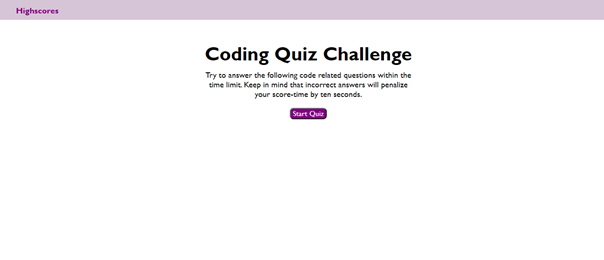 Highscores
Coding Quiz Challenge
Try to answer the following code related questions within the
time limit. Keep in mind that incorrect answers will penalize
your score-time by ten seconds.
Start Quiz